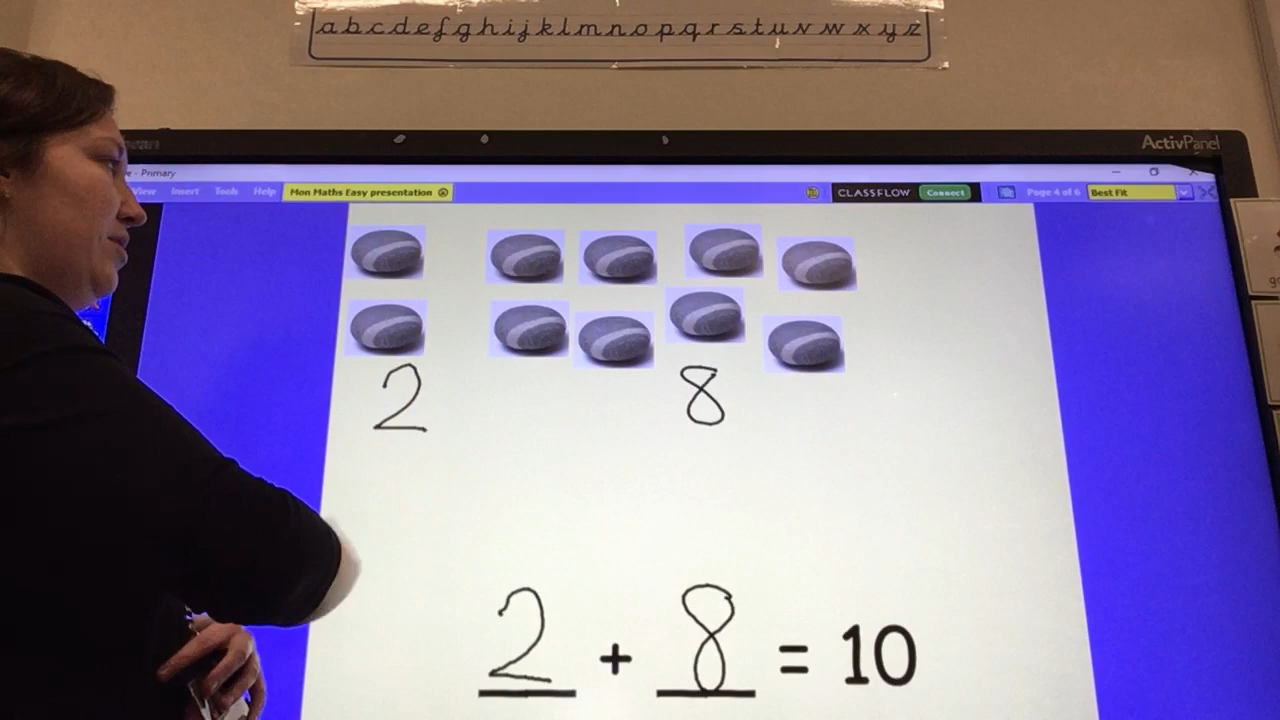 abcdefghijklmnopqrstuvwxyz
ActivPanel
- Primary
View Insert Tools Help Mon Maths Easy presentation CLASSFLOW Connect Page 4 of 6 Best Fit
2 8
2 + 8 = 10